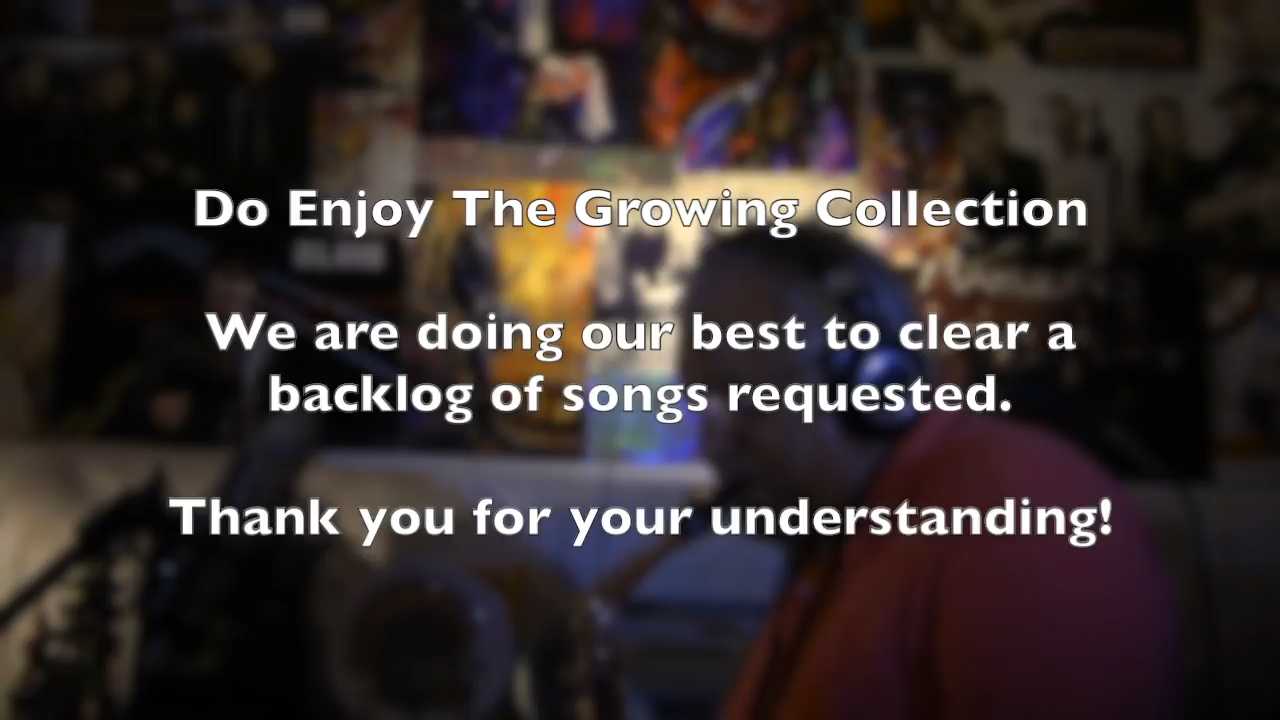 Do Enjoy The Growing Collection
We are doing our best to clear a
backlog of songs requested.
Thank you for your understanding!